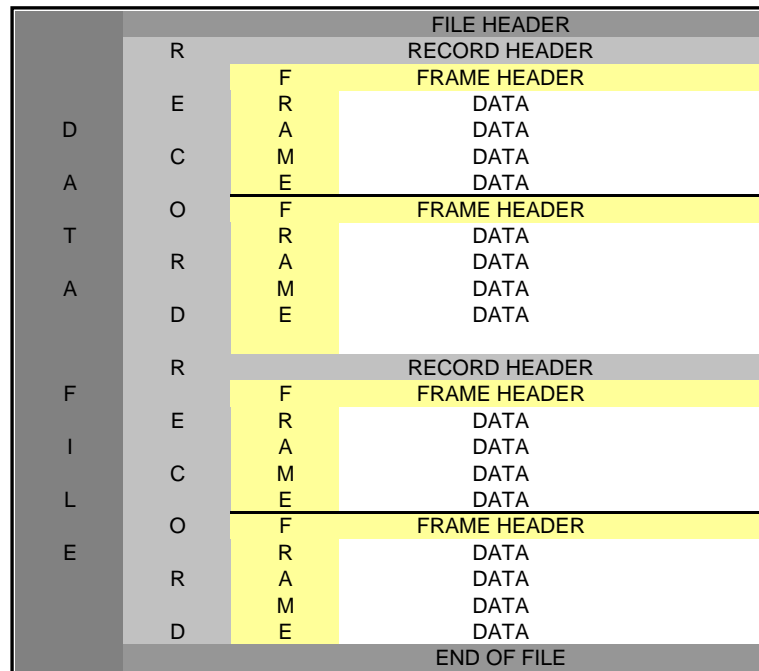 FILE HEADER
R RECORD HEADER
F FRAME HEADER
E R DATA
D A DATA
C M DATA
A E DATA
O F FRAME HEADER
T R DATA
R A DATA
A M DATA
D E DATA
R RECORD HEADER
F F FRAME HEADER
E R DATA
I A DATA
C M DATA
L E DATA
O F FRAME HEADER
E R DATA
R A DATA
M DATA
D E DATA
END OF FILE